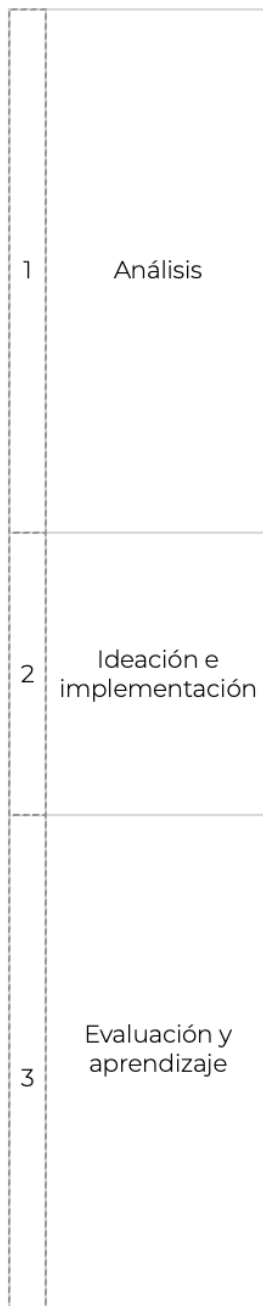 1
Análisis
2
Ideación e
implementación
3
Evaluación y
aprendizaje